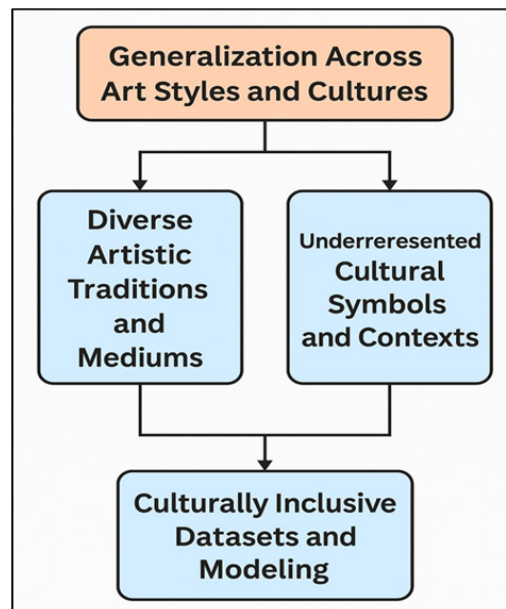 Generalization Across
Art Styles and Cultures
Diverse
Artistic
Traditions
and
Mediums
Underreresented
Cultural
Symbols
and Contexts
Culturally Inclusive
Datasets and
Modeling